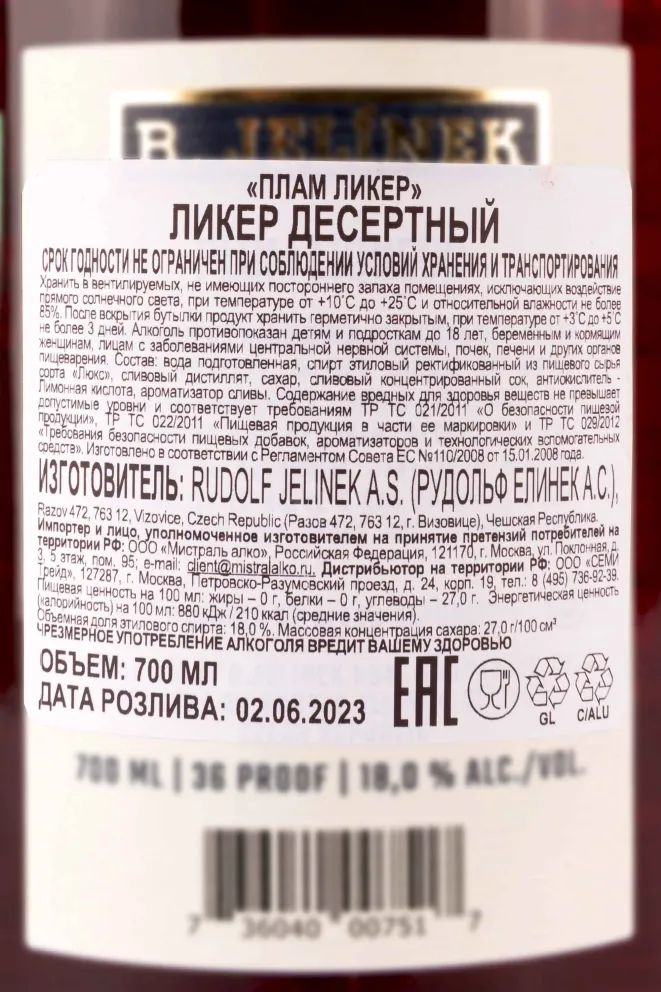 R. JELÍNEK
«ПЛАМ ЛИКЕР»
ЛИКЕР ДЕСЕРТНЫЙ
СРОК ГОДНОСТИ НЕ ОГРАНИЧЕН ПРИ СОБЛЮДЕНИИ УСЛОВИЙ ХРАНЕНИЯ И ТРАНСПОРТИРОВАНИЯ
Хранить в вентилируемых, не имеющих постороннего запаха помещениях, исключающих воздействие
прямого солнечного света, при температуре от +10˚С до +25˚С и относительной влажности не более
85%. После вскрытия бутылки продукт хранить герметично закрытым, при температуре от +3˚С до +5˚С
не более 3 дней. Алкоголь противопоказан детям и подросткам до 18 лет, беременным и кормящим
женщинам, лицам с заболеваниями центральной нервной системы, почек, печени и других органов
пищеварения. Состав: вода подготовленная, спирт этиловый ректификованный из пищевого сырья
сорта «Люкс», сливовый дистиллят, сахар, сливовый концентрированный сок, антиокислитель -
Лимонная кислота, ароматизатор сливы. Содержание вредных для здоровья веществ не превышает
допустимые уровни и соответствует требованиям ТР ТС 021/2011 «О безопасности пищевой
продукции», ТР ТС 022/2011 «Пищевая продукция в части ее маркировки» и ТР ТС 029/2012
«Требования безопасности пищевых добавок, ароматизаторов и технологических вспомогательных
средств». Изготовлено в соответствии с Регламентом Совета ЕС №110/2008 от 15.01.2008 года.
ИЗГОТОВИТЕЛЬ: RUDOLF JELINEK A.S. (РУДОЛЬФ ЕЛИНЕК А.С.),
Razov 472, 763 12, Vizovice, Czech Republic (Разов 472, 763 12, г. Визовице), Чешская Республика.
Импортер и лицо, уполномоченное изготовителем на принятие претензий потребителей на
территории РФ: ООО «Мистраль алко», Российская Федерация, 121170, г. Москва, ул. Поклонная, д.
3, 5 этаж, пом, 95; e-mail: client@mistralalko.ru, Дистрибьютор на территории РФ: ООО «СЕМИ
Трейд», 127287, г. Москва, Петровско-Разумовский проезд, д. 24, корп. 19, тел.: 8 (495) 736-92-39.
Пищевая ценность на 100 мл: жиры – 0 г, белки – 0 г, углеводы – 27,0 г. Энергетическая ценность
(калорийность) на 100 мл: 880 кДж / 210 ккал (средние значения).
Объемная доля этилового спирта: 18,0 %. Массовая концентрация сахара: 27,0 г/100 см³
ЧРЕЗМЕРНОЕ УПОТРЕБЛЕНИЕ АЛКОГОЛЯ ВРЕДИТ ВАШЕМУ ЗДОРОВЬЮ
ОБЪЕМ: 700 МЛ
ДАТА РОЗЛИВА: 02.06.2023
EAC
GL
C/ALU
700 ML | 36 PROOF | 18,0 % ALC./VOL.
7 36040 00751 7